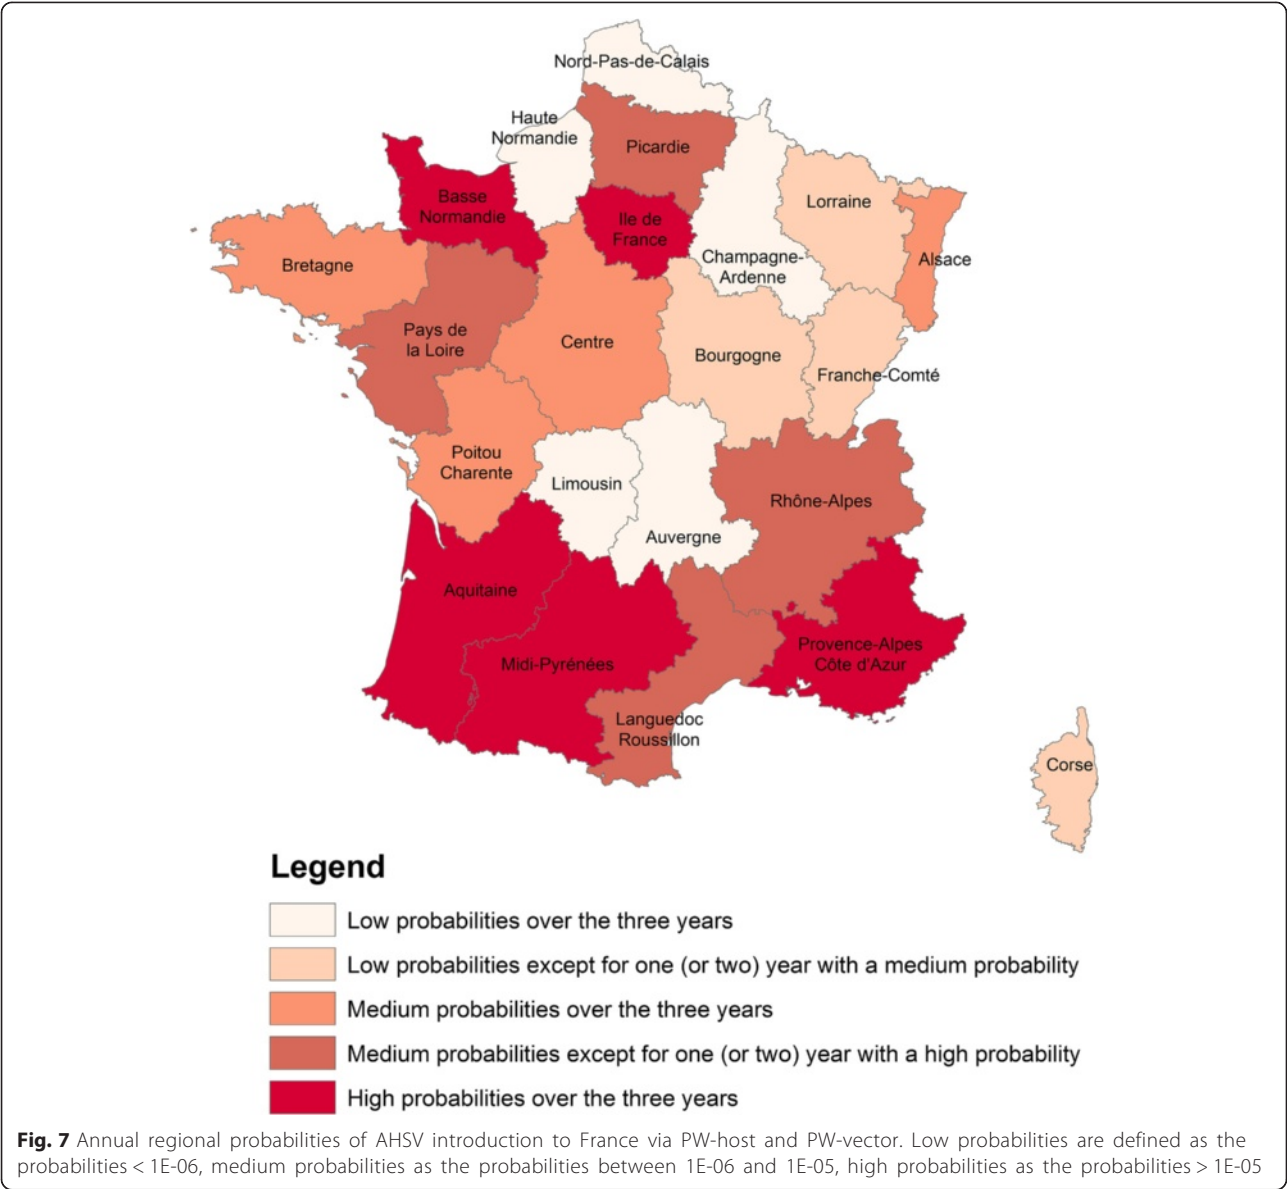 Nord-Pas-de-Calais
Haute
Normandie
Picardie
Basse
Normandie
Ile de
France
Lorraine
Champagne-
Ardenne
Alsace
Bretagne
Pays de
la Loire
Centre
Bourgogne
Franche-Comté
Poitou
Charente
Limousin
Auvergne
Rhône-Alpes
Aquitaine
Midi-Pyrénées
Provence-Alpes
Côte d'Azur
Languedoc
Roussillon
Corse
Legend
Low probabilities over the three years
Low probabilities except for one (or two) year with a medium probability
Medium probabilities over the three years
Medium probabilities except for one (or two) year with a high probability
High probabilities over the three years
Fig. 7 Annual regional probabilities of AHSV introduction to France via PW-host and PW-vector. Low probabilities are defined as the
probabilities < 1E-06, medium probabilities as the probabilities between 1E-06 and 1E-05, high probabilities as the probabilities > 1E-05